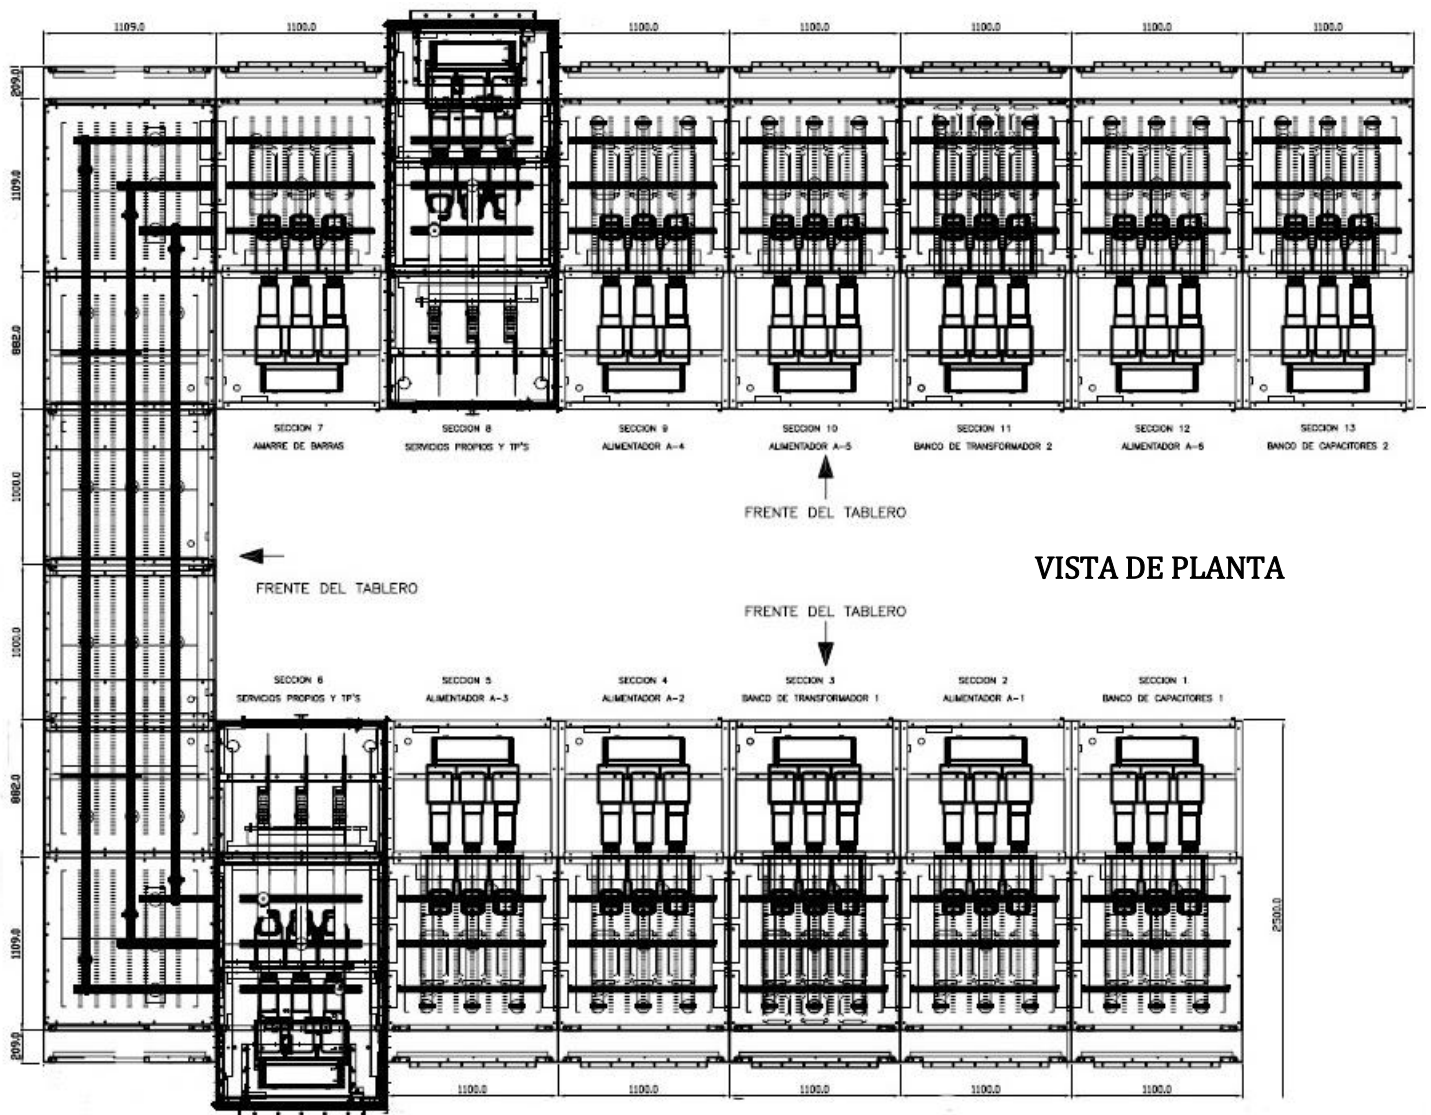 1109.0
1100.0
1100.0
1100.0
1100.0
1100.0
1100.0
209.0
1109.0
882.0
SECCION 7
AMARRE DE BARRAS
SECCION 8
SERVICIOS PROPIOS Y TP'S
SECCION 9
ALIMENTADOR A-4
SECCION 10
ALIMENTADOR A-5
SECCION 11
BANCO DE TRANSFORMADOR 2
SECCION 12
ALIMENTADOR A-6
SECCION 13
BANCO DE CAPACITORES 2
1000.0
FRENTE DEL TABLERO
FRENTE DEL TABLERO
VISTA DE PLANTA
FRENTE DEL TABLERO
1000.0
SECCION 6
SERVICIOS PROPIOS Y TP'S
SECCION 5
ALIMENTADOR A-3
SECCION 4
ALIMENTADOR A-2
SECCION 3
BANCO DE TRANSFORMADOR 1
SECCION 2
ALIMENTADOR A-1
SECCION 1
BANCO DE CAPACITORES 1
882.0
1109.0
2500.0
209.0
1100.0
1100.0
1100.0
1100.0
1100.0